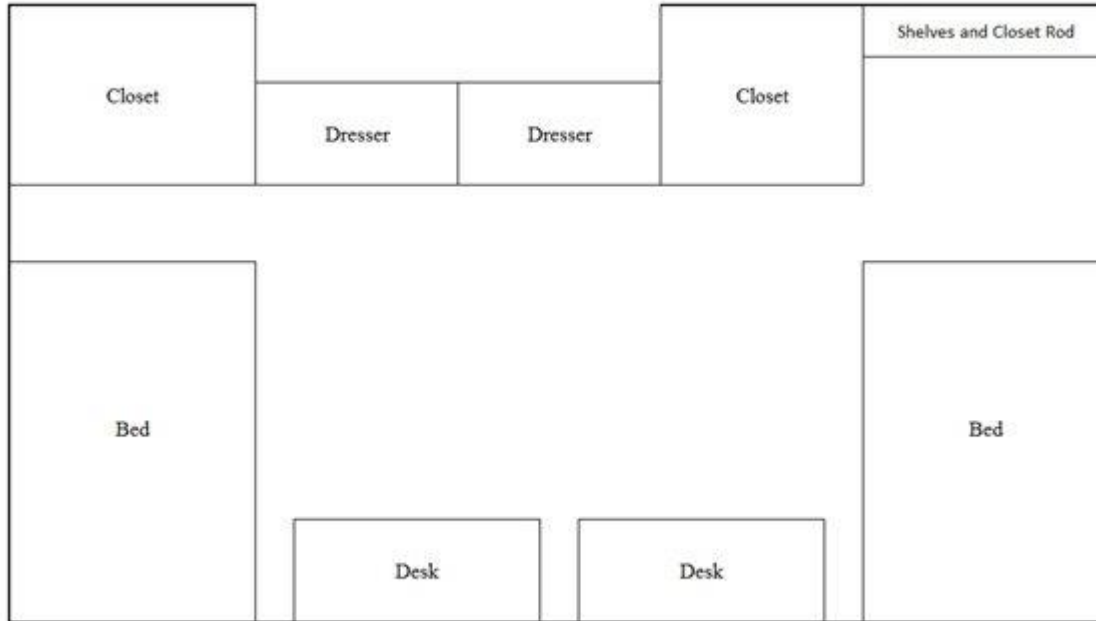 Shelves and Closet Rod
Closet
Closet
Dresser
Dresser
Bed
Bed
Desk
Desk